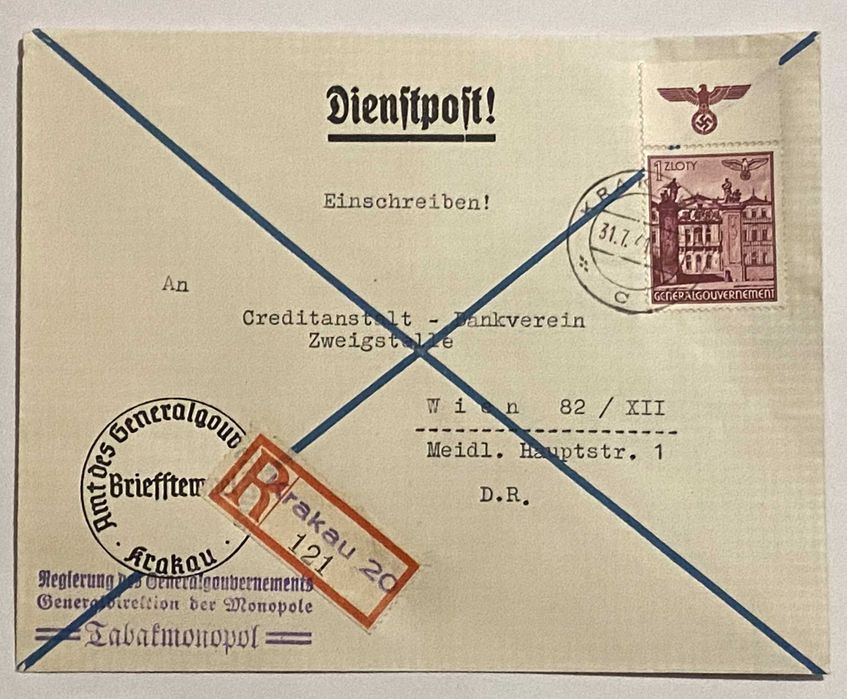 Dienstpost!
Einschreiben!
1 ZLOTY
GENERALGOUVERNEMENT
31.7.41
C
An
Creditanstalt - Bankverein
Zweigstelle
Wien 82 / XII
Meidl. Hauptstr. 1
D.R.
Amt des Generalgouv
Briefstem
Krakau
R
Krakau 20
121
Regierung des Generalgouvernements
Generaldirektion der Monopole
Tabakmonopol